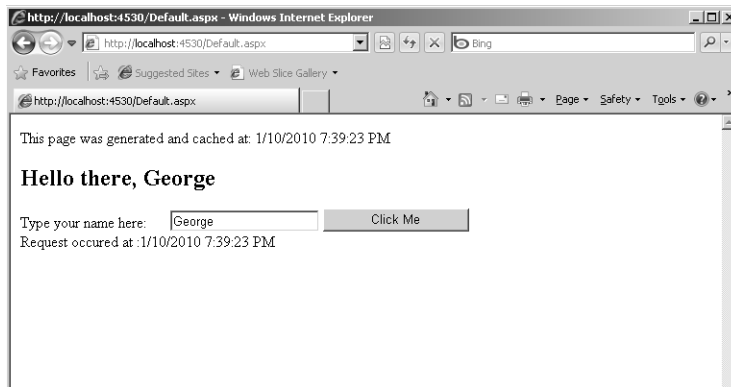 http://localhost:4530/Default.aspx - Windows Internet Explorer
http://localhost:4530/Default.aspx
Bing
Favorites Suggested Sites Web Slice Gallery
http://localhost:4530/Default.aspx
Page Safety Tools
This page was generated and cached at: 1/10/2010 7:39:23 PM
Hello there, George
Type your name here: George Click Me
Request occured at :1/10/2010 7:39:23 PM